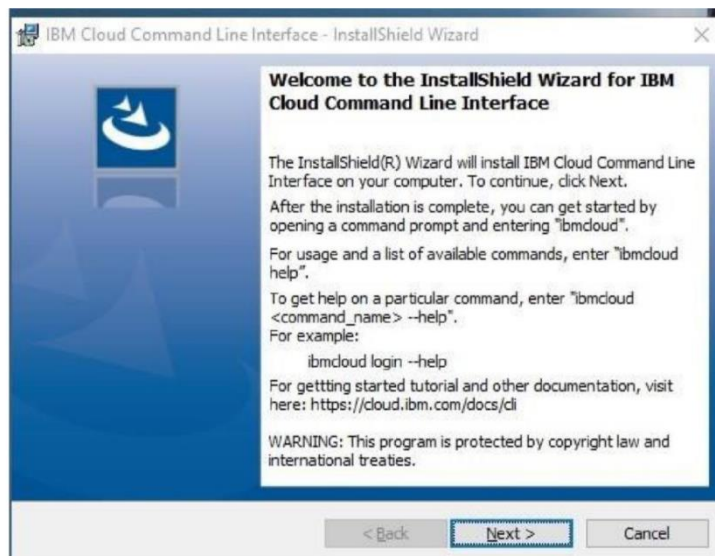 IBM Cloud Command Line Interface - InstallShield Wizard
Welcome to the InstallShield Wizard for IBM
Cloud Command Line Interface
The InstallShield(R) Wizard will install IBM Cloud Command Line
Interface on your computer. To continue, click Next.
After the installation is complete, you can get started by
opening a command prompt and entering "ibmcloud".
For usage and a list of available commands, enter "ibmcloud
help".
To get help on a particular command, enter "ibmcloud
<command_name> --help".
For example:
ibmcloud login --help
For gettting started tutorial and other documentation, visit
here: https://cloud.ibm.com/docs/cli
WARNING: This program is protected by copyright law and
international treaties.
< Back
Next >
Cancel